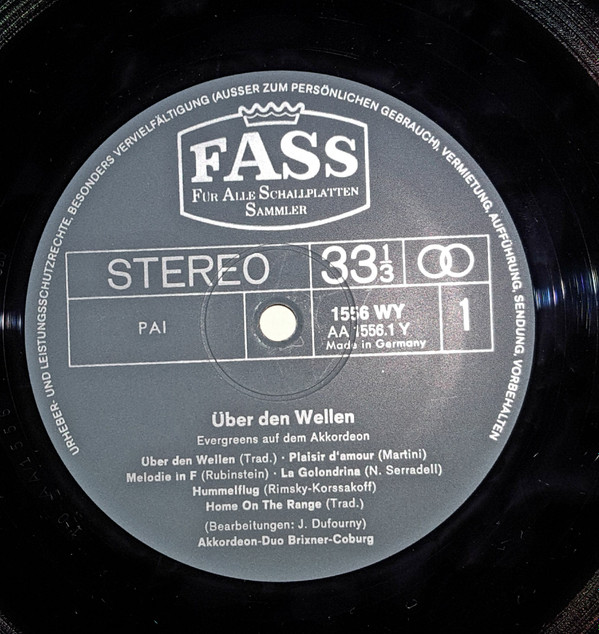 URHEBER- UND LEISTUNGSSCHUTZRECHTE, BESONDERS VERVIELFÄLTIGUNG (AUSSER ZUM PERSÖNLICHEN GEBRAUCH), VERMIETUNG, AUFFÜHRUNG, SENDUNG, VORBEHALTEN
FASS
FÜR ALLE SCHALLPLATTEN
SAMMLER
STEREO 33⅓
PAI
1556 WY 1
AA 1556.1 Y
Made in Germany
Über den Wellen
Evergreens auf dem Akkordeon
Über den Wellen (Trad.) · Plaisir d'amour (Martini)
Melodie in F (Rubinstein) · La Golondrina (N. Serradell)
Hummelflug (Rimsky-Korssakoff)
Home On The Range (Trad.)
(Bearbeitungen: J. Dufourny)
Akkordeon-Duo Brixner-Coburg